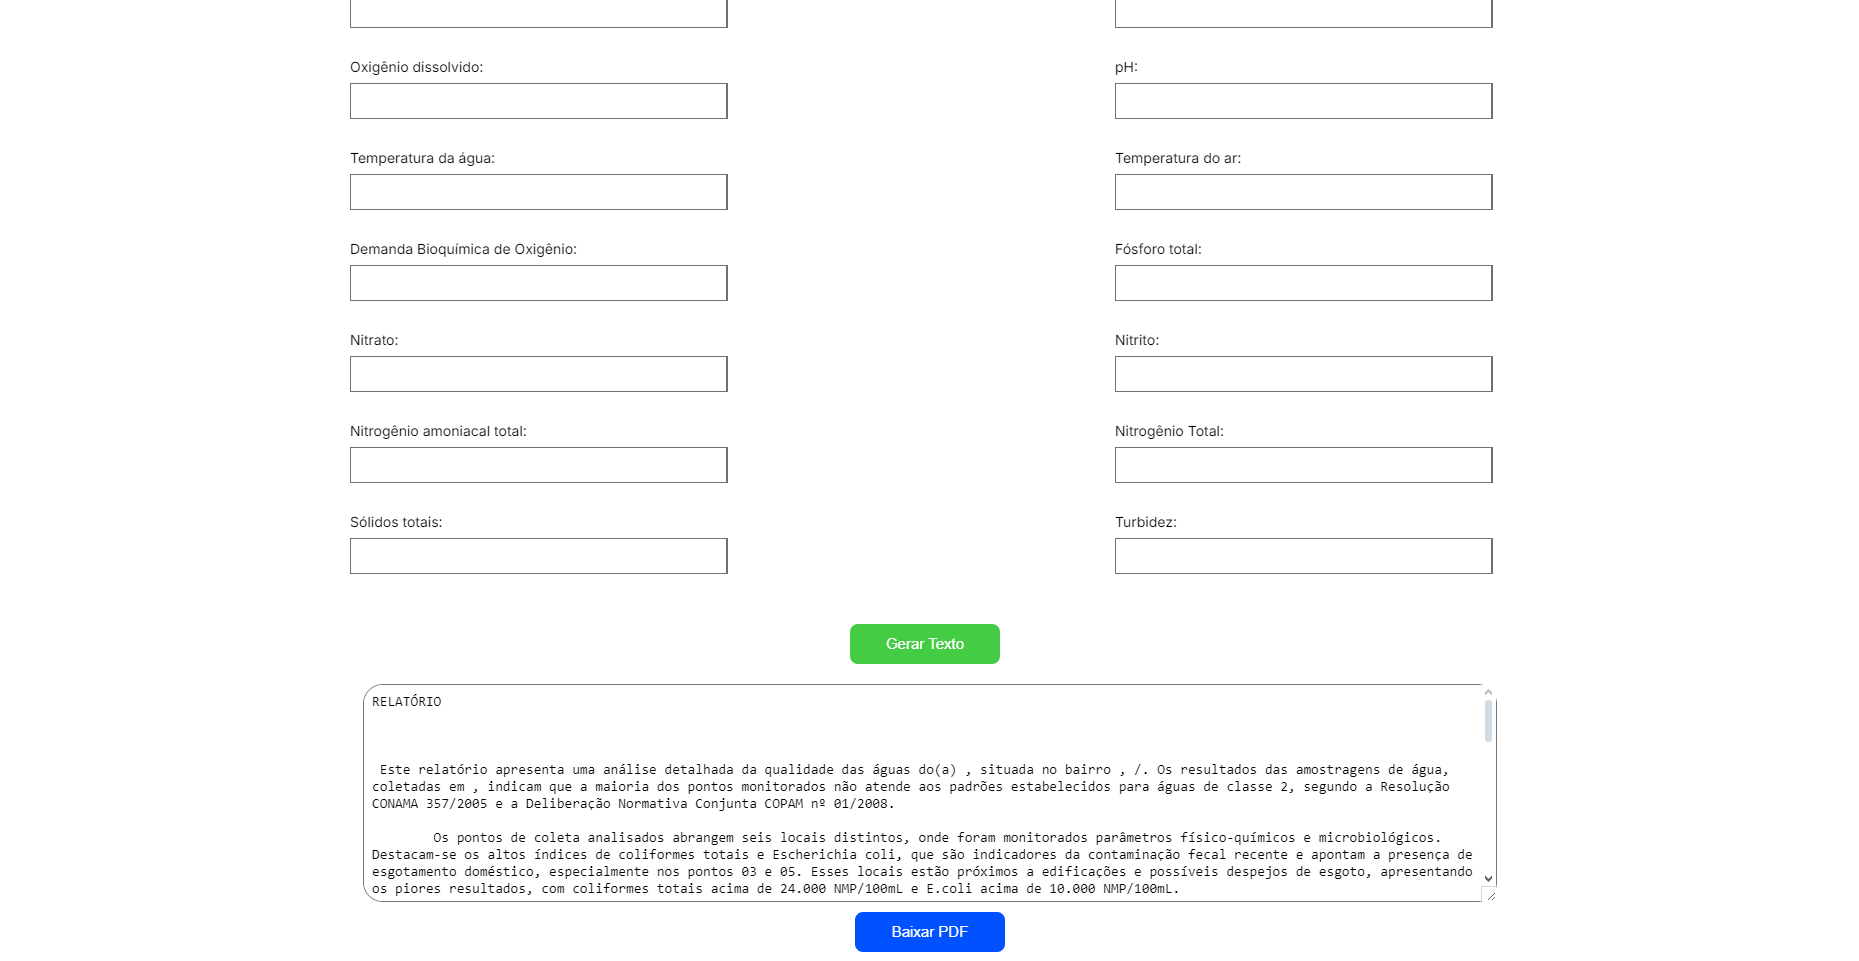 Oxigênio dissolvido:
pH:
Temperatura da água:
Temperatura do ar:
Demanda Bioquímica de Oxigênio:
Fósforo total:
Nitrato:
Nitrito:
Nitrogênio amoniacal total:
Nitrogênio Total:
Sólidos totais:
Turbidez:
Gerar Texto
RELATÓRIO
Este relatório apresenta uma análise detalhada da qualidade das águas do(a) , situada no bairro , /. Os resultados das amostragens de água,
coletadas em , indicam que a maioria dos pontos monitorados não atende aos padrões estabelecidos para águas de classe 2, segundo a Resolução
CONAMA 357/2005 e a Deliberação Normativa Conjunta COPAM nº 01/2008.
Os pontos de coleta analisados abrangem seis locais distintos, onde foram monitorados parâmetros físico-químicos e microbiológicos.
Destacam-se os altos índices de coliformes totais e Escherichia coli, que são indicadores da contaminação fecal recente e apontam a presença de
esgotamento doméstico, especialmente nos pontos 03 e 05. Esses locais estão próximos a edificações e possíveis despejos de esgoto, apresentando
os piores resultados, com coliformes totais acima de 24.000 NMP/100mL e E.coli acima de 10.000 NMP/100mL.
Baixar PDF